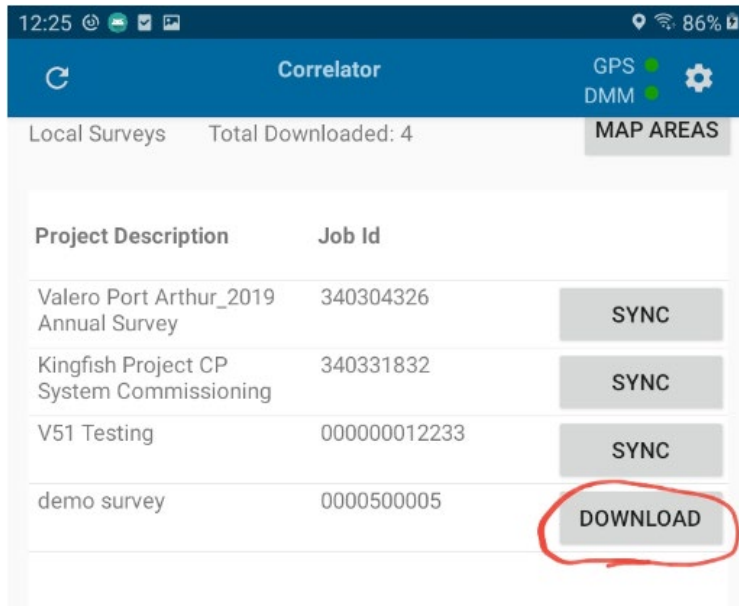 12:25 86%
Correlator
GPS
DMM
Local Surveys Total Downloaded: 4 MAP AREAS
Project Description Job Id
Valero Port Arthur_2019 340304326 SYNC
Annual Survey
Kingfish Project CP 340331832 SYNC
System Commissioning
V51 Testing 000000012233 SYNC
demo survey 0000500005 DOWNLOAD